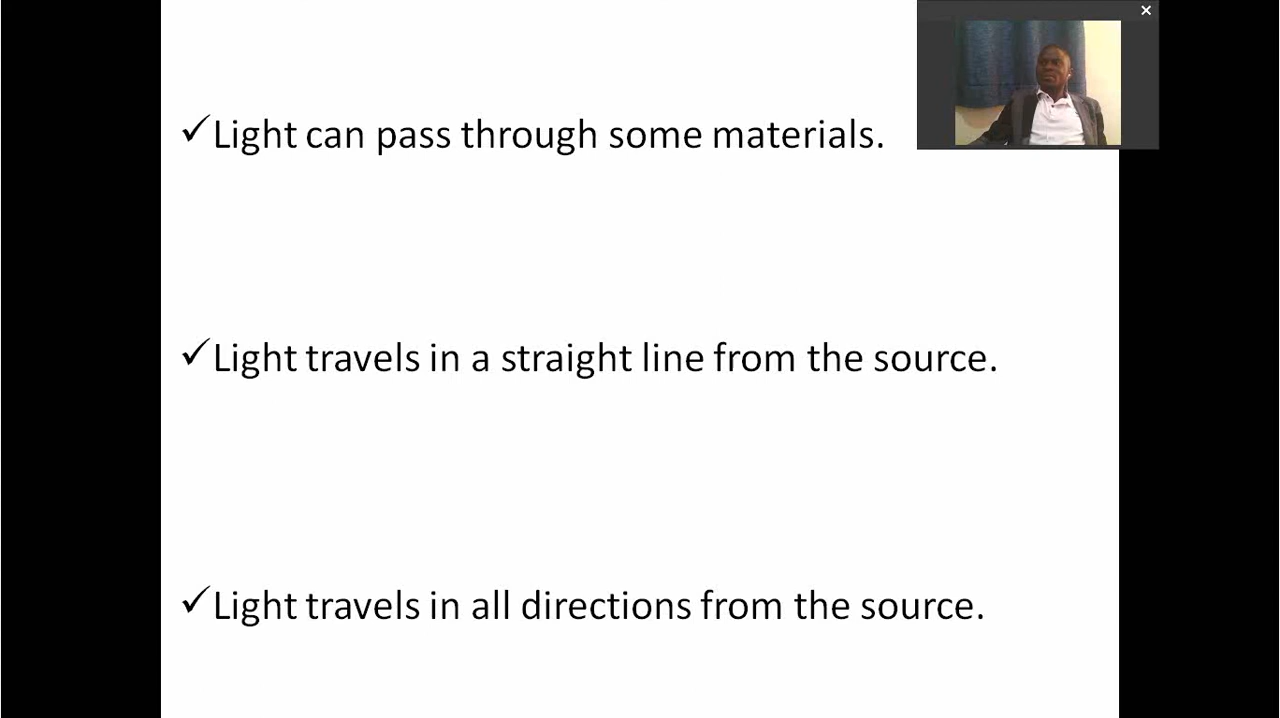 ✓Light can pass through some materials.
✓Light travels in a straight line from the source.
✓Light travels in all directions from the source.